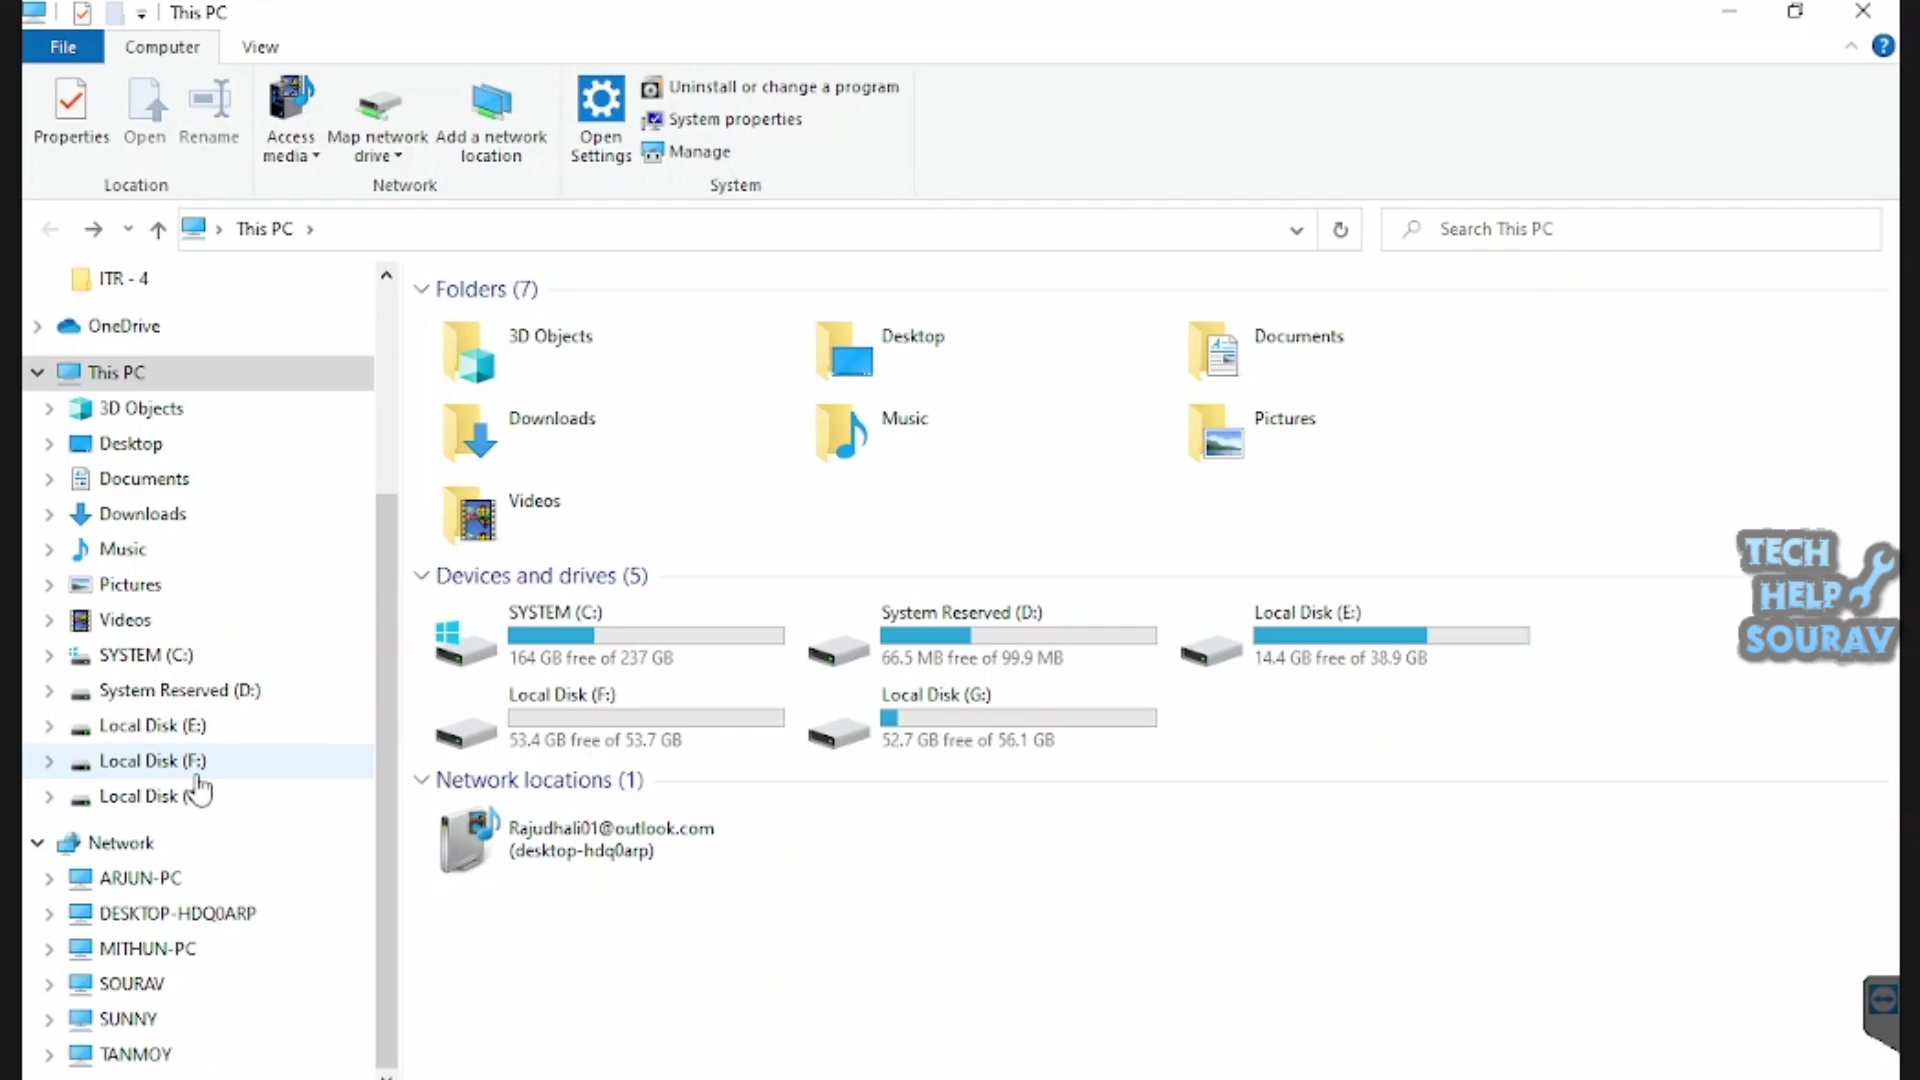 This PC
File
Computer
View
Properties
Open
Rename
Access
media
Map network
drive
Add a network
location
Open
Settings
Uninstall or change a program
System properties
Manage
Location
Network
System
This PC
Search This PC
ITR - 4
OneDrive
This PC
3D Objects
Desktop
Documents
Downloads
Music
Pictures
Videos
SYSTEM (C:)
System Reserved (D:)
Local Disk (E:)
Local Disk (F:)
Local Disk (
Network
ARJUN-PC
DESKTOP-HDQ0ARP
MITHUN-PC
SOURAV
SUNNY
TANMOY
Folders (7)
3D Objects
Desktop
Documents
Downloads
Music
Pictures
Videos
Devices and drives (5)
SYSTEM (C:)
164 GB free of 237 GB
System Reserved (D:)
66.5 MB free of 99.9 MB
Local Disk (E:)
14.4 GB free of 38.9 GB
Local Disk (F:)
53.4 GB free of 53.7 GB
Local Disk (G:)
52.7 GB free of 56.1 GB
Network locations (1)
Rajudhali01@outlook.com
(desktop-hdq0arp)
TECH
HELP
SOURAV